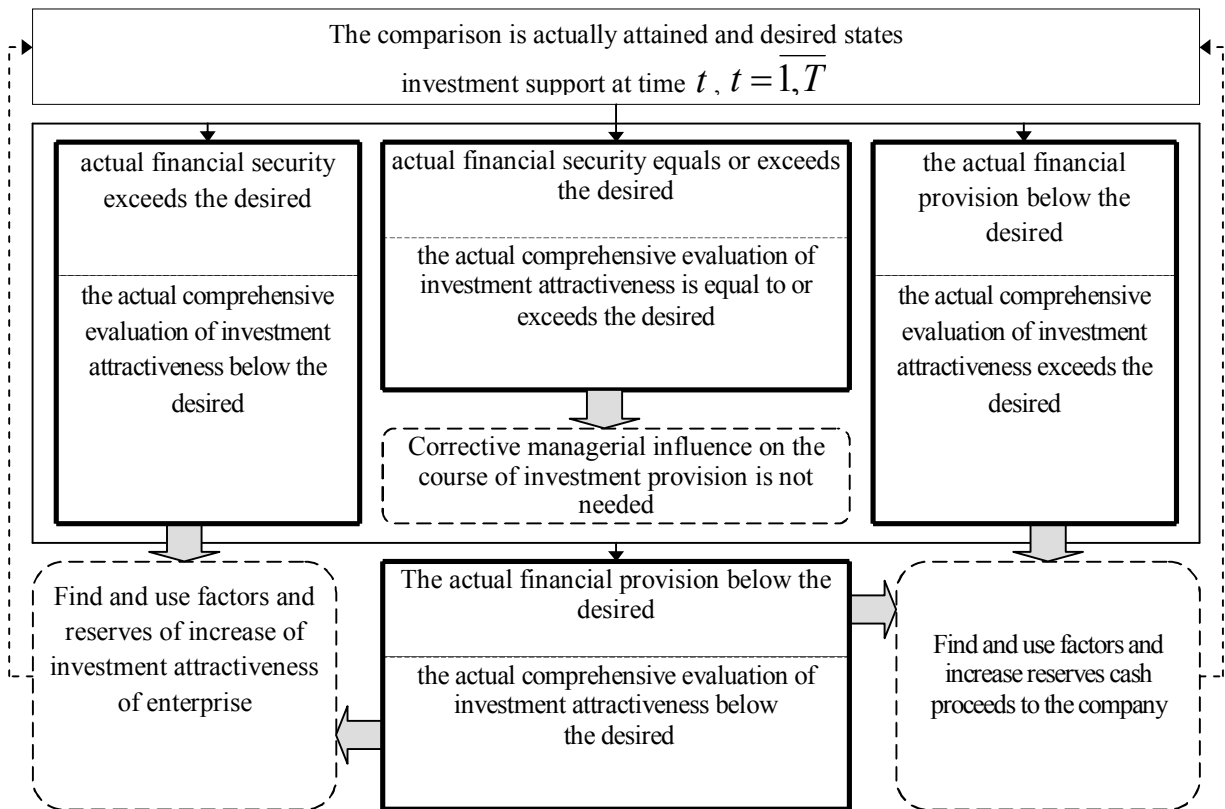 The comparison is actually attained and desired states
investment support at time t , t = \overline{1,T}
actual financial security
exceeds the desired
the actual comprehensive
evaluation of investment
attractiveness below the
desired
actual financial security equals or exceeds
the desired
the actual comprehensive evaluation of
investment attractiveness is equal to or
exceeds the desired
Corrective managerial influence on the
course of investment provision is not
needed
the actual financial
provision below the
desired
the actual comprehensive
evaluation of investment
attractiveness exceeds the
desired
Find and use factors and
reserves of increase of
investment attractiveness
of enterprise
The actual financial provision below the
desired
the actual comprehensive evaluation of
investment attractiveness below
the desired
Find and use factors and
increase reserves cash
proceeds to the company